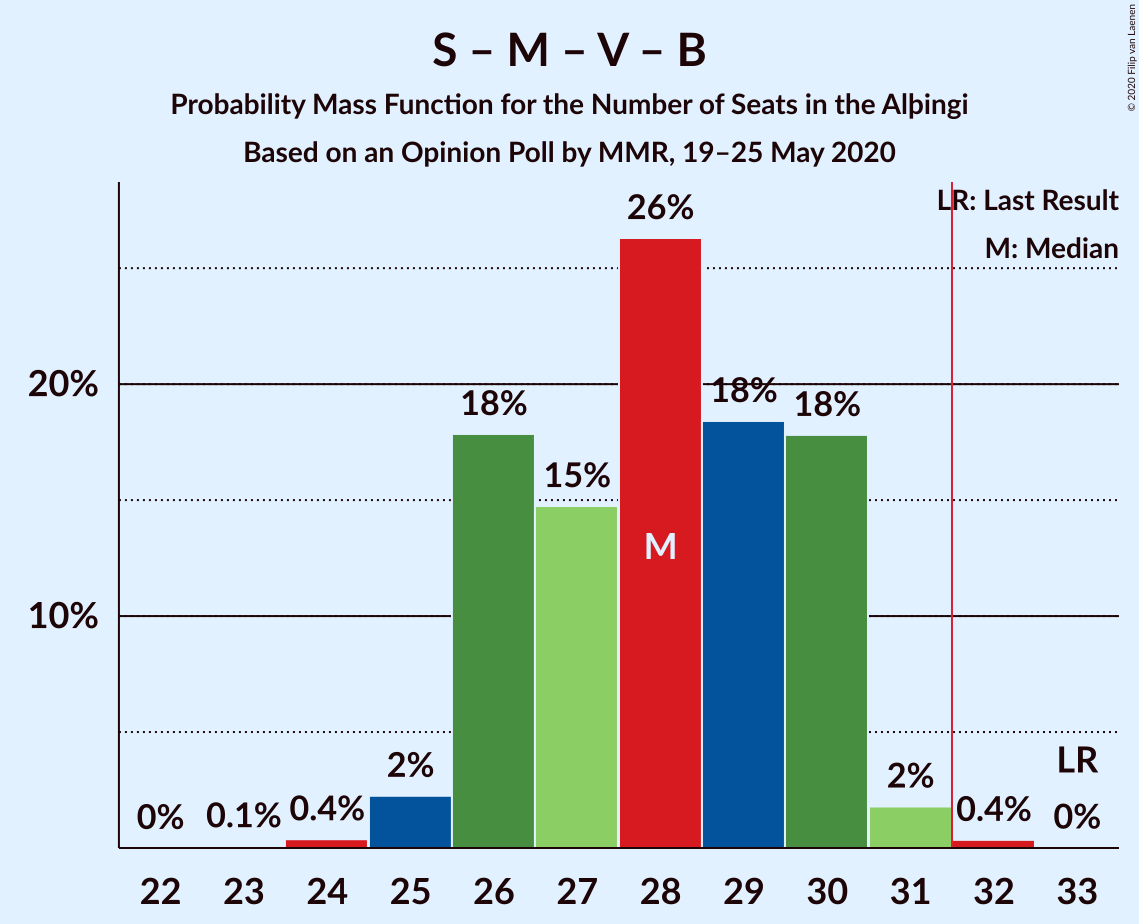 S – M – V – B
Probability Mass Function for the Number of Seats in the Alþingi
Based on an Opinion Poll by MMR, 19–25 May 2020
© 2020 Filip van Laenen
LR: Last Result
M: Median
26%
20%
18%
18%
18%
15%
M
10%
2%
2%
LR
0%
0.1%
0.4%
0.4%
0%
22 23 24 25 26 27 28 29 30 31 32 33